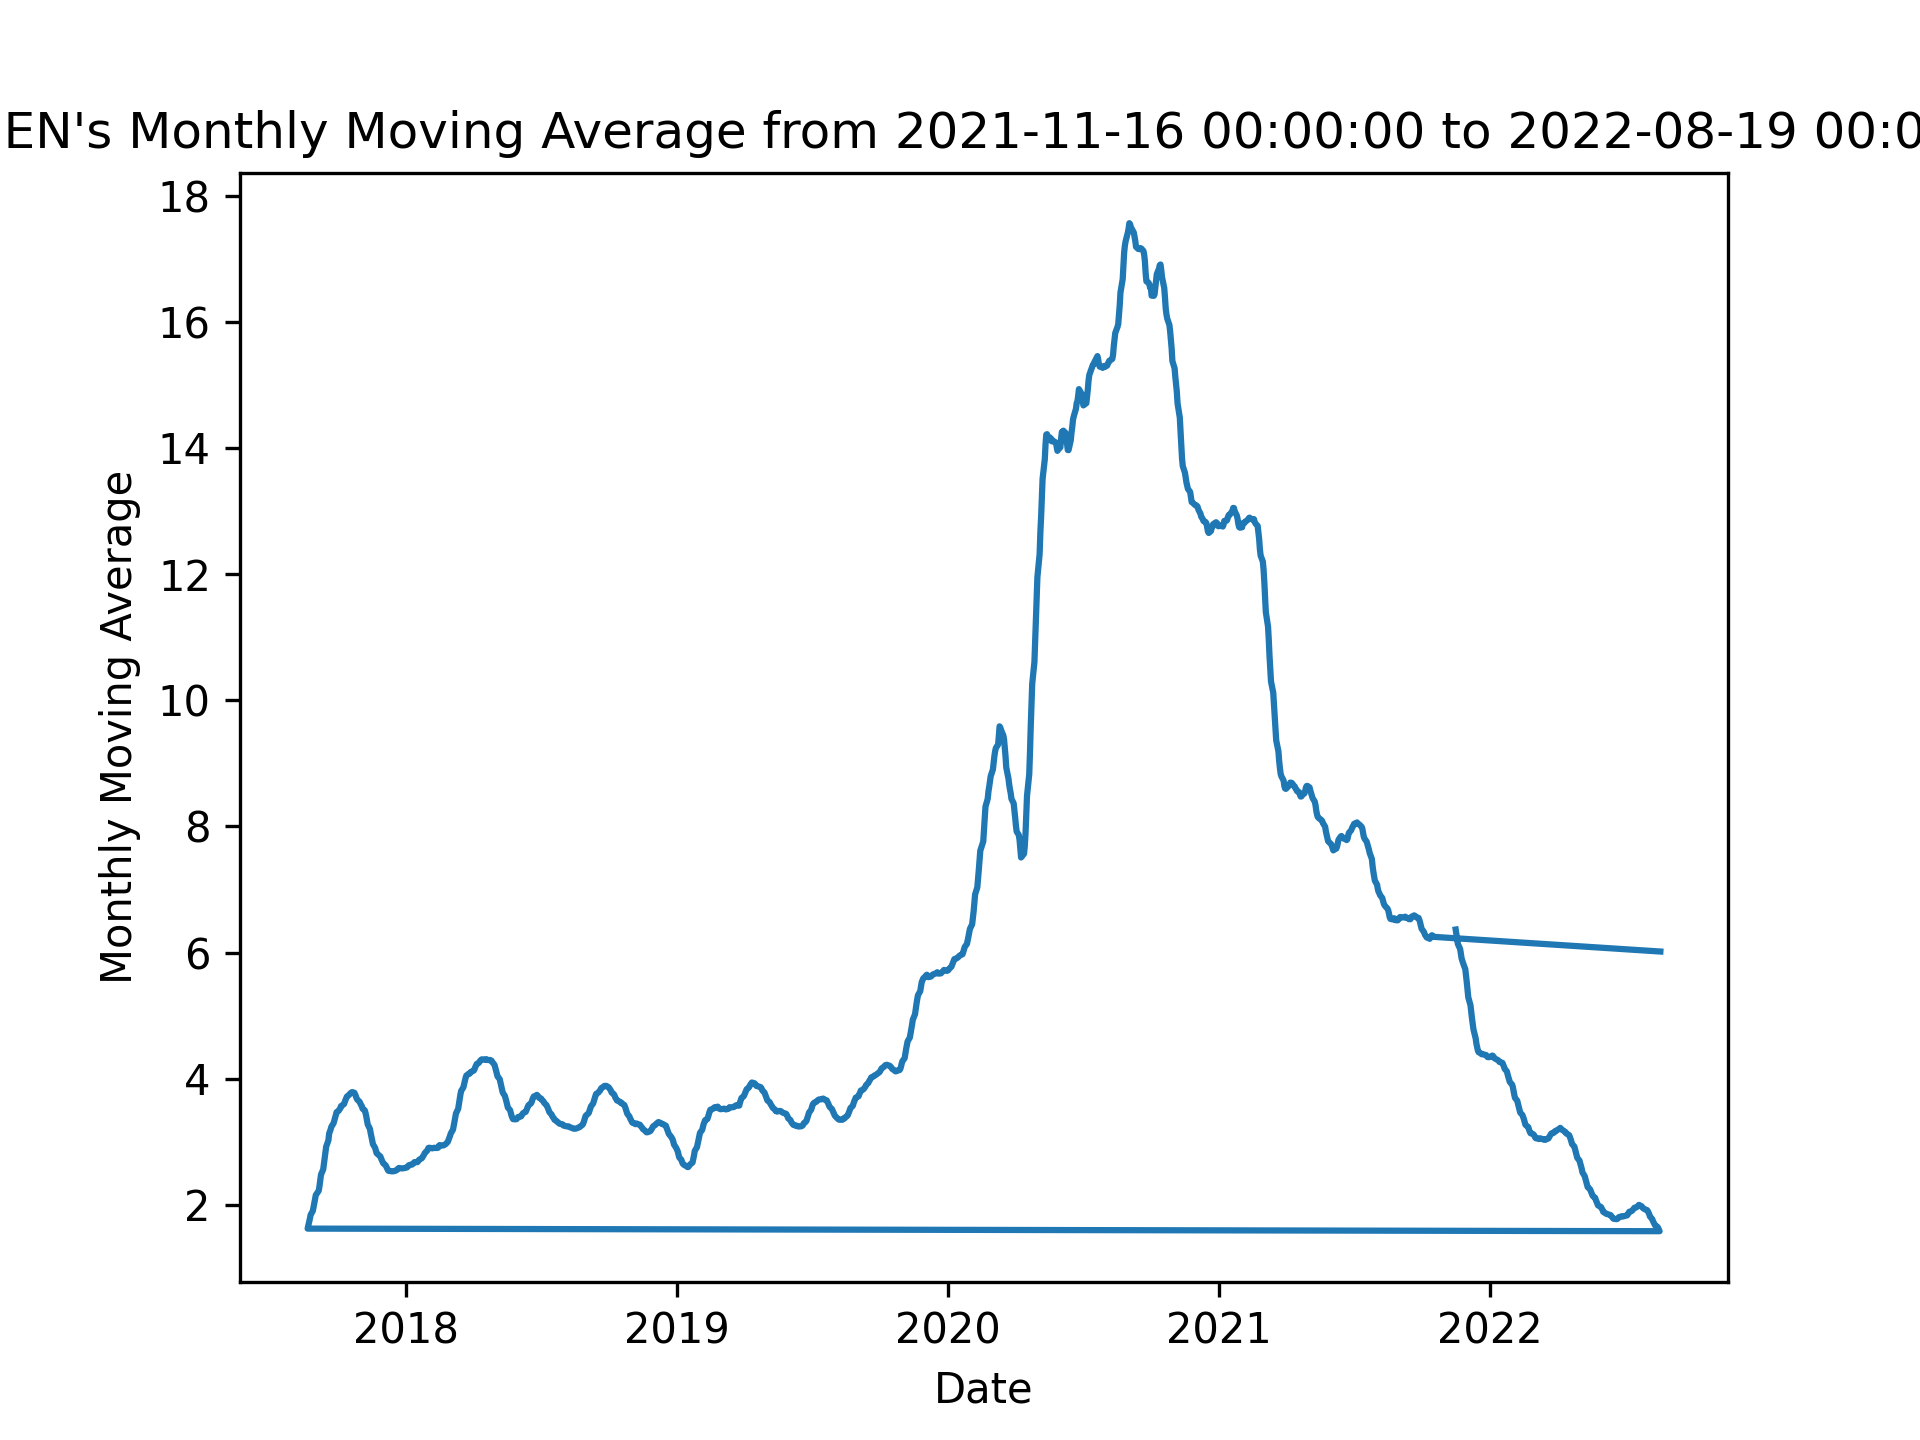 EN's Monthly Moving Average from 2021-11-16 00:00:00 to 2022-08-19 00:0
18
16
14
12
10
8
6
4
2
Monthly Moving Average
2018 2019 2020 2021 2022
Date